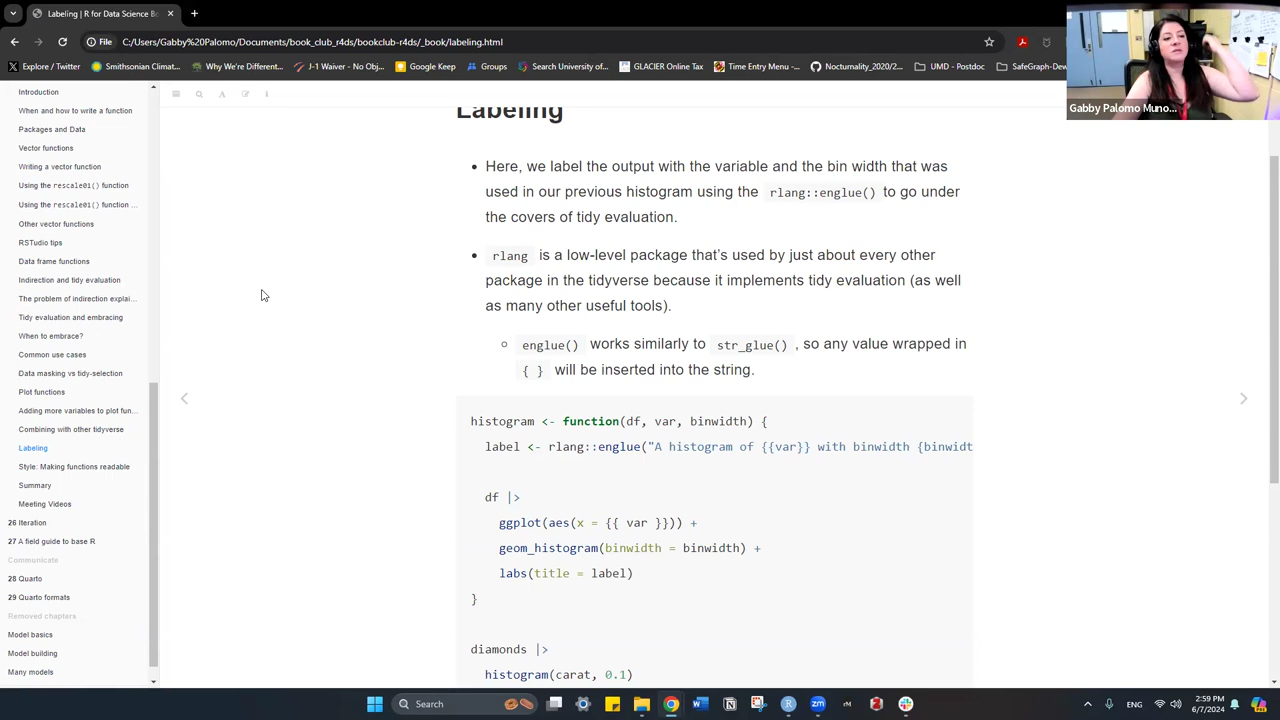 Labeling | R for Data Science Bo
File
C:/Users/Gabby%20Palomo/Documents/book_club_r4ds/bookclub-r4ds/_book/labeling.html
Explore / Twitter
Smithsonian Climat...
Why We're Different...
J-1 Waiver - No Obj...
Google Keep
Google Scholar
GLACIER Online Tax
Entry Menu -...
Nocturnality_2020/2...
UMD - Postdoc
SafeGraph-Dew
Gabby Palomo Muno...
Introduction
When and how to write a function
Packages and Data
Vector functions
Writing a vector function
Using the rescale01() function
Using the rescale01() function ...
Other vector functions
RSTudio tips
Data frame functions
Indirection and tidy evaluation
The problem of indirection explai...
Tidy evaluation and embracing
When to embrace?
Common use cases
Data masking vs tidy-selection
Plot functions
Adding more variables to plot fun...
Combining with other tidyverse
Labeling
Style: Making functions readable
Summary
Meeting Videos
26 Iteration
27 A field guide to base R
Communicate
28 Quarto
29 Quarto formats
Removed chapters
Model basics
Model building
Many models
Labeling
Here, we label the output with the variable and the bin width that was
used in our previous histogram using the rlang::englue() to go under
the covers of tidy evaluation.
rlang is a low-level package that's used by just about every other
package in the tidyverse because it implements tidy evaluation (as well
as many other useful tools).
englue() works similarly to str_glue() , so any value wrapped in
{ } will be inserted into the string.
histogram <- function(df, var, binwidth) {
label <- rlang::englue("A histogram of {{var}} with binwidth {binwidt
df |>
ggplot(aes(x = {{ var }})) +
geom_histogram(binwidth = binwidth) +
labs(title = label)
}
diamonds |>
histogram(carat, 0.1)
Search
ENG
2:59 PM
6/7/2024